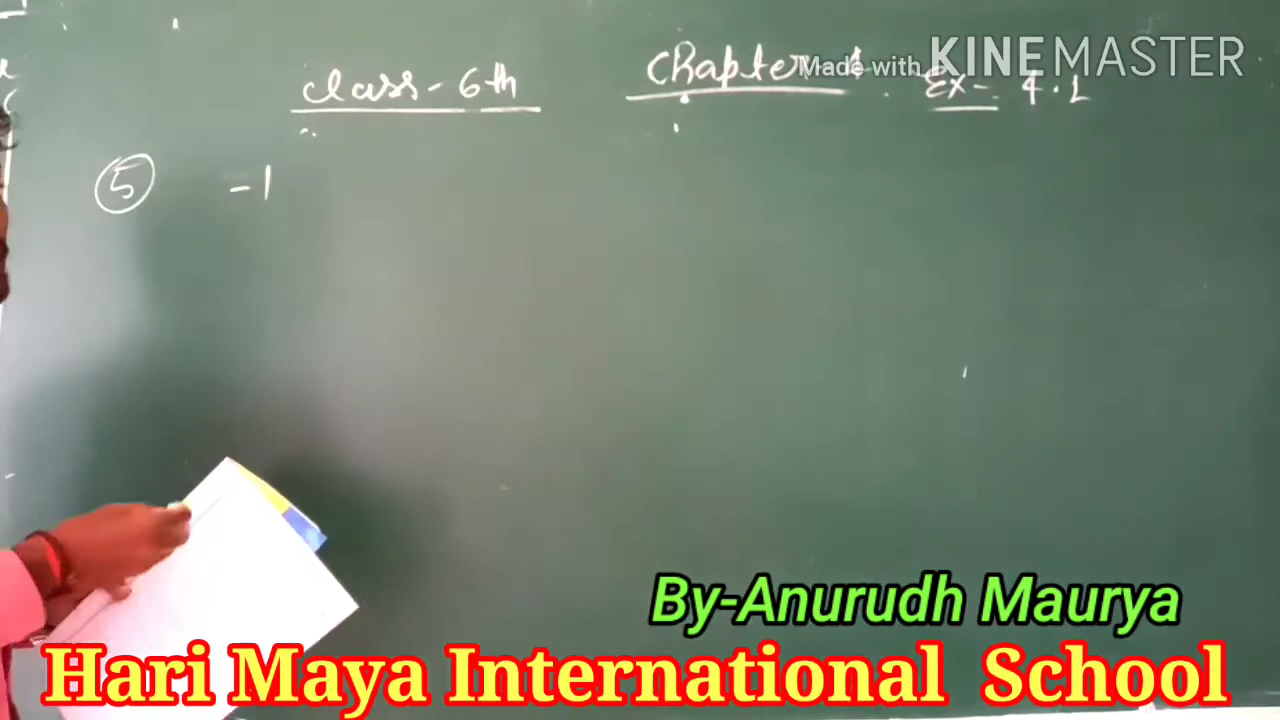 Class - 6th Chapter Ex - 4.1
Made with KINEMASTER
5 -1
By-Anurudh Maurya
Hari Maya International School